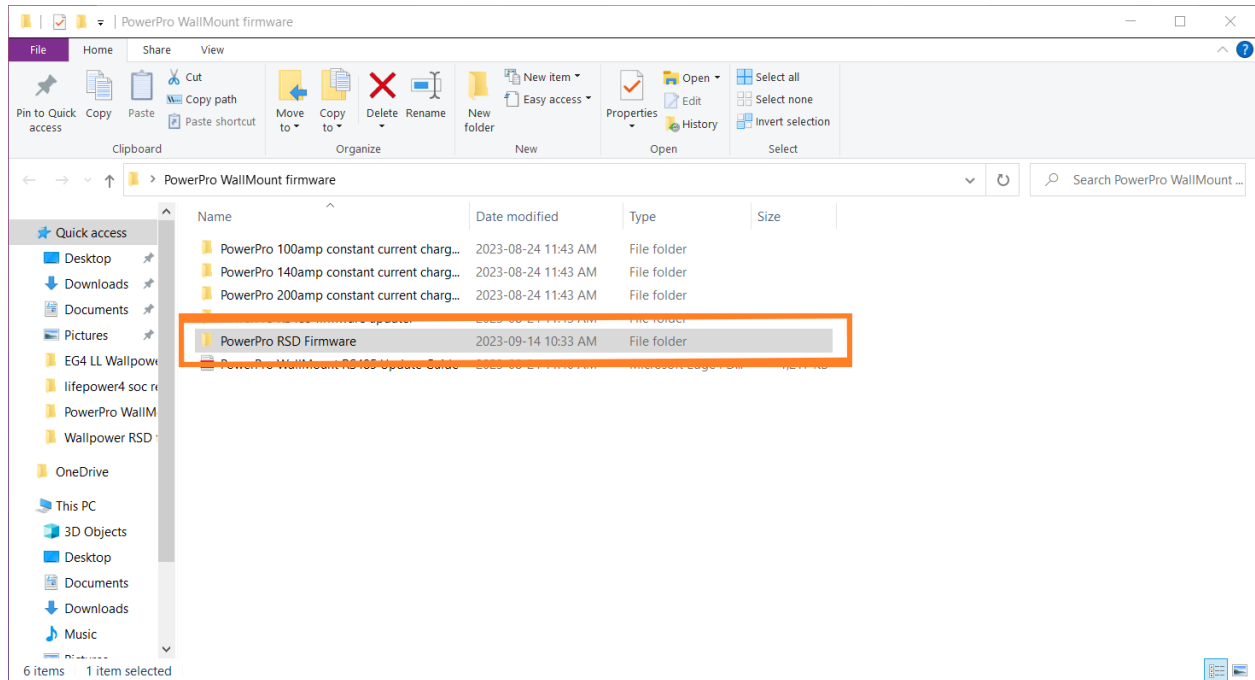 PowerPro WallMount firmware
File Home Share View
Pin to Quick access
Copy
Paste
Cut
Copy path
Paste shortcut
Move to
Copy to
Delete
Rename
New folder
New item
Easy access
Properties
Open
Edit
History
Select all
Select none
Invert selection
Clipboard Organize New Open Select
PowerPro WallMount firmware
Search PowerPro WallMount ...
Name Date modified Type Size
PowerPro 100amp constant current charg... 2023-08-24 11:43 AM File folder
PowerPro 140amp constant current charg... 2023-08-24 11:43 AM File folder
PowerPro 200amp constant current charg... 2023-08-24 11:43 AM File folder
PowerPro RSD Firmware 2023-09-14 10:33 AM File folder
PowerPro WallMount RS485 Update Guide
Quick access
Desktop
Downloads
Documents
Pictures
EG4 LL Wallpowe
lifepower4 soc re
PowerPro WallM
Wallpower RSD
OneDrive
This PC
3D Objects
Desktop
Documents
Downloads
Music
6 items 1 item selected